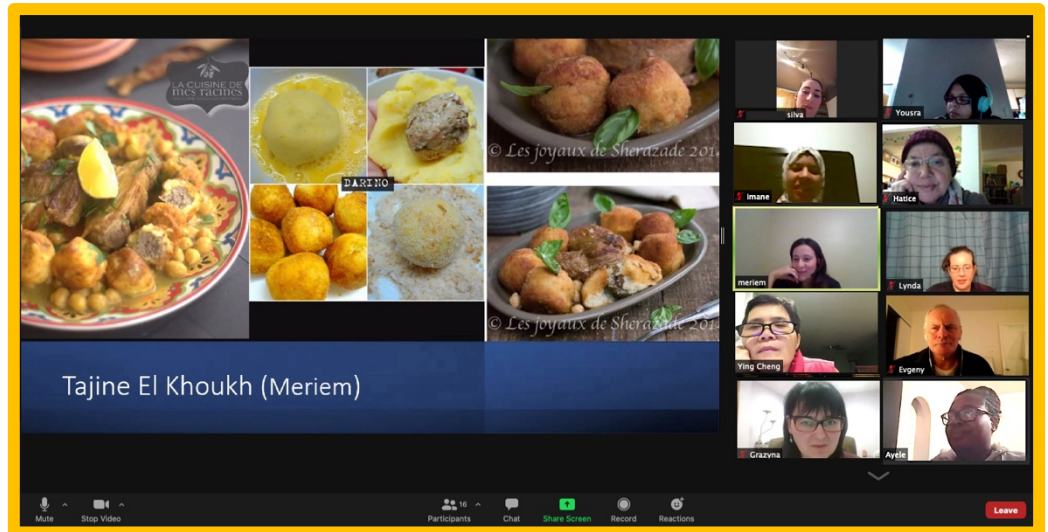 LA CUISINE DE
mes racines
DARINO
© Les joyaux de Sherazade 201
© Les joyaux de Sherazade 201
Tajine El Khoukh (Meriem)
silva
Yousra
Imane
Hatice
meriem
Lynda
Ying Cheng
Evgeny
Grazyna
Ayele
Mute
Stop Video
Participants
16
Chat
Share Screen
Record
Reactions
Leave